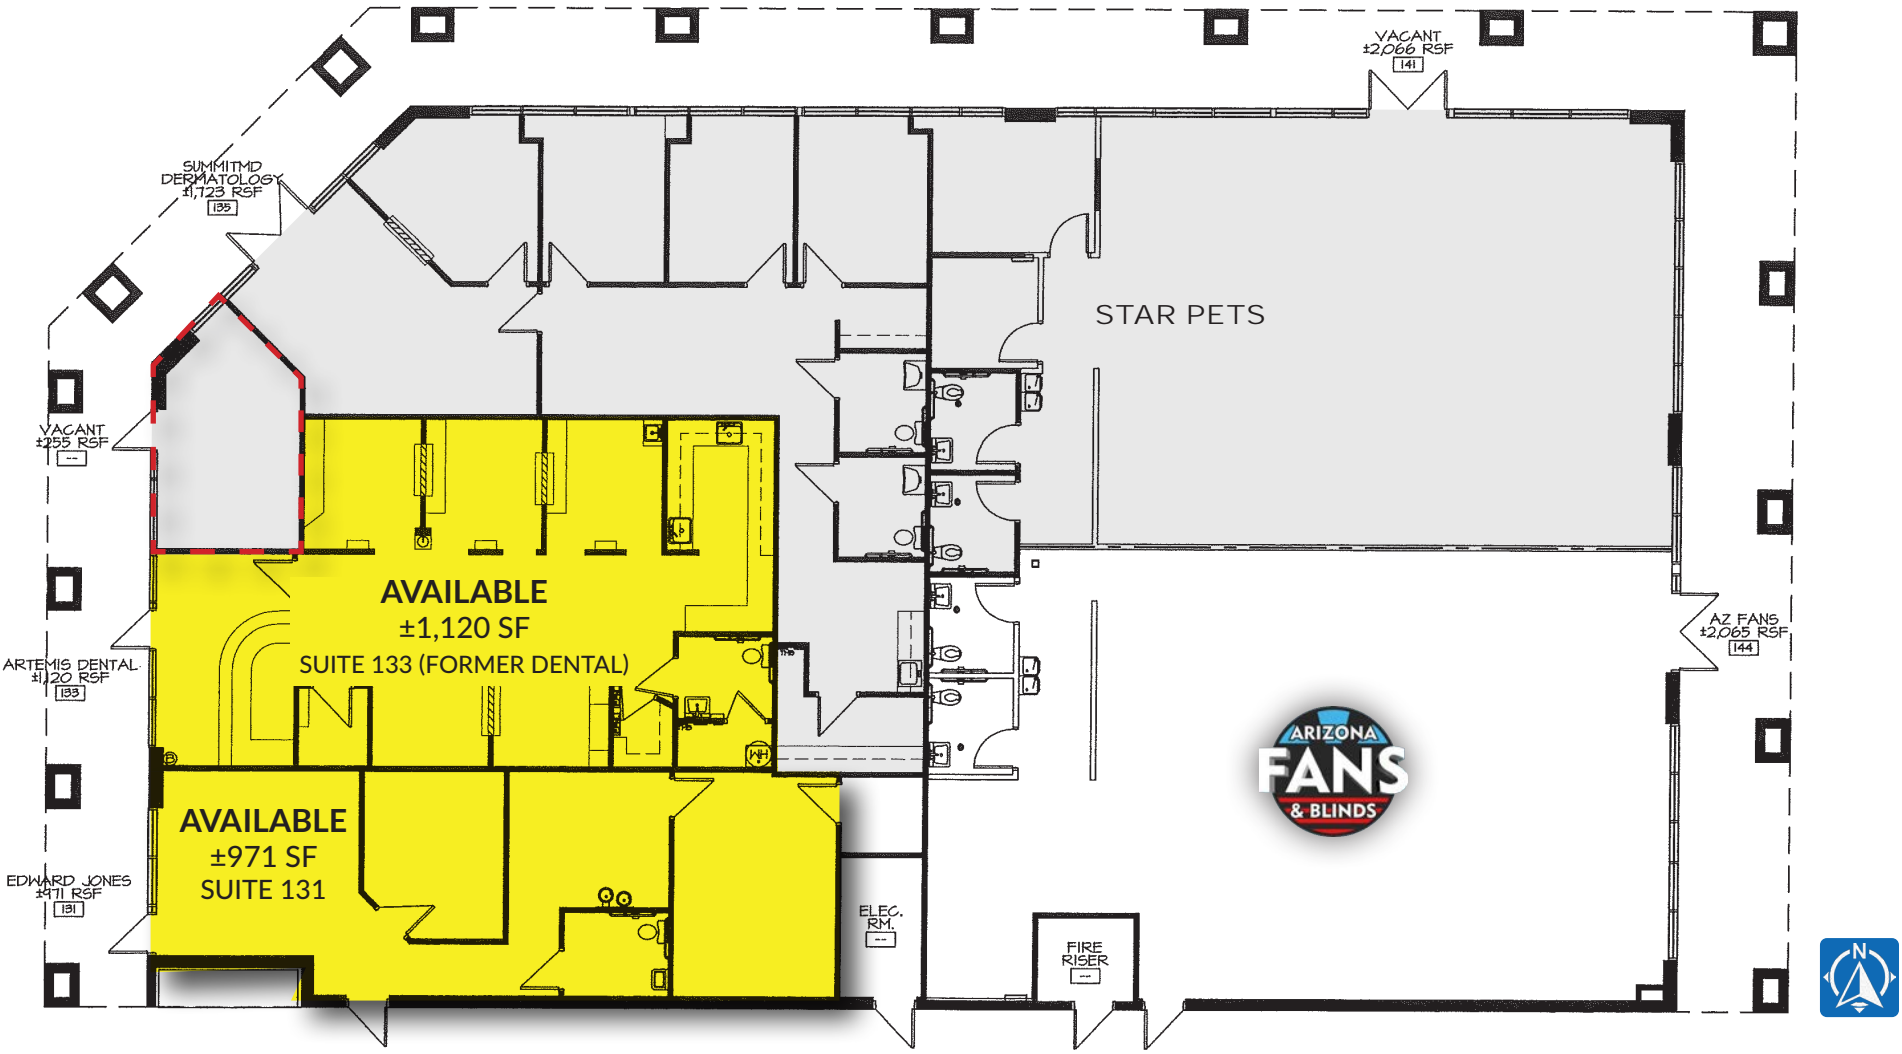 VACANT
±2,066 RSF
141
SUMMITMD
DERMATOLOGY
±1,723 RSF
135
STAR PETS
VACANT
±255 RSF
--
AVAILABLE
±1,120 SF
SUITE 133 (FORMER DENTAL)
ARTEMIS DENTAL
±1,120 RSF
133
AZ FANS
±2,065 RSF
144
ARIZONA
FANS
& BLINDS
WH
AVAILABLE
±971 SF
SUITE 131
EDWARD JONES
±971 RSF
131
ELEC.
RM.
--
FIRE
RISER
---
N